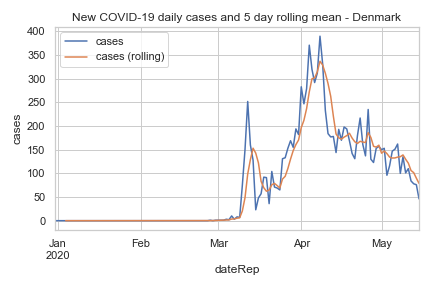 New COVID-19 daily cases and 5 day rolling mean - Denmark
cases
cases (rolling)
400
350
300
250
200
150
100
50
0
cases
Jan
2020
Feb
Mar
Apr
May
dateRep